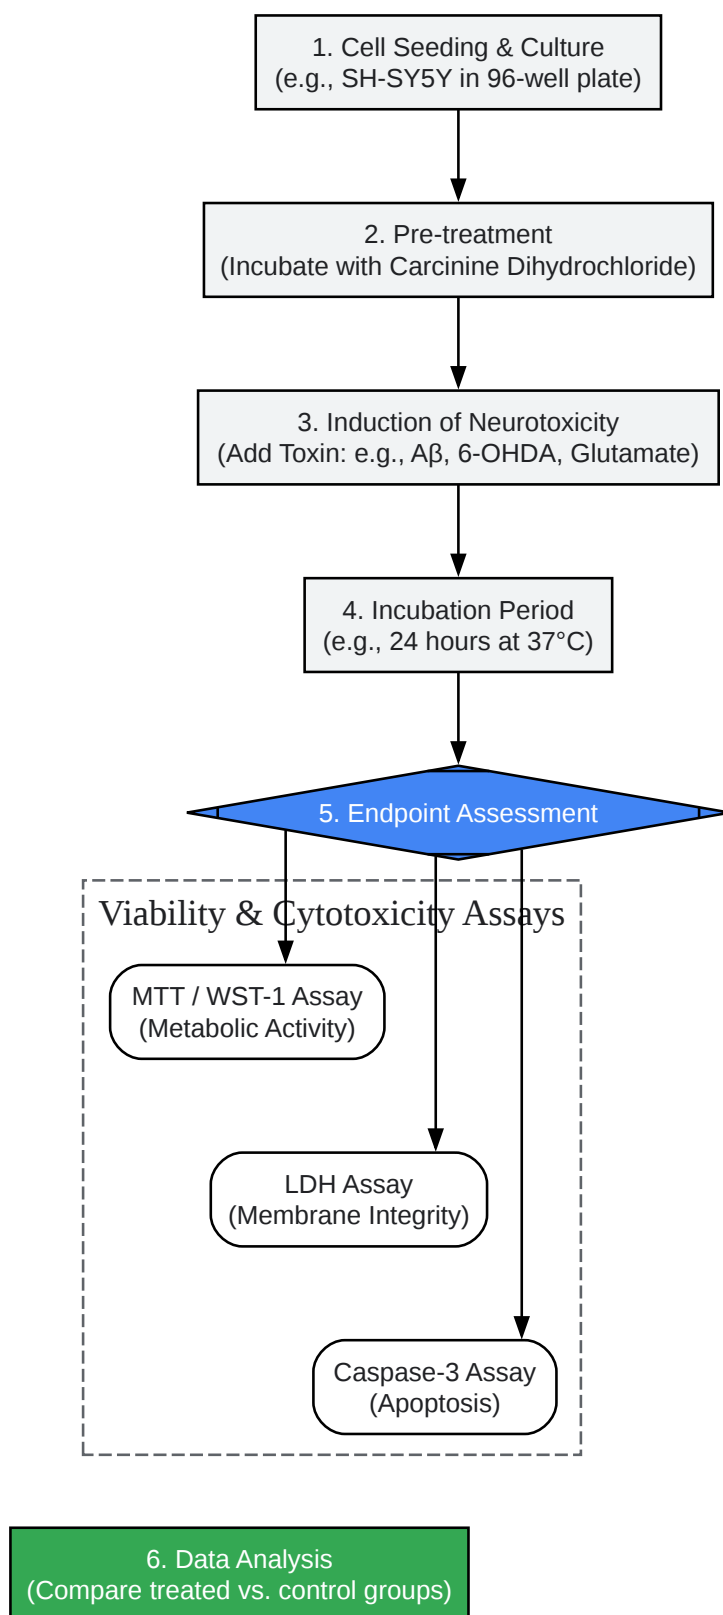 1. Cell Seeding & Culture
(e.g., SH-SY5Y in 96-well plate)
2. Pre-treatment
(Incubate with Carcinine Dihydrochloride)
3. Induction of Neurotoxicity
(Add Toxin: e.g., Aβ, 6-OHDA, Glutamate)
4. Incubation Period
(e.g., 24 hours at 37°C)
5. Endpoint Assessment
Viability & Cytotoxicity Assays
MTT / WST-1 Assay
(Metabolic Activity)
LDH Assay
(Membrane Integrity)
Caspase-3 Assay
(Apoptosis)
6. Data Analysis
(Compare treated vs. control groups)